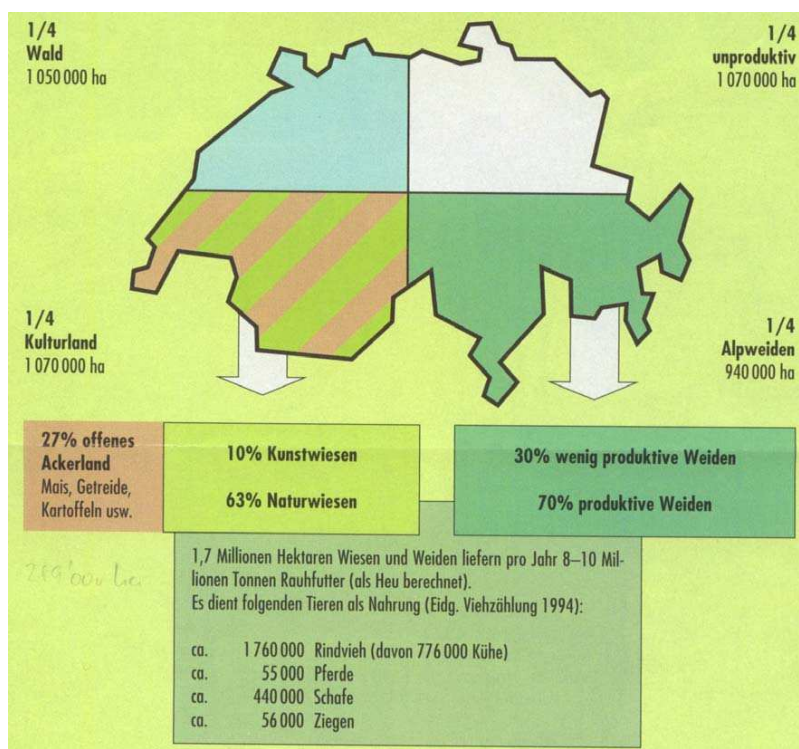 1/4
Wald
1 050 000 ha
1/4
unproduktiv
1 070 000 ha
1/4
Kulturland
1 070 000 ha
1/4
Alpweiden
940 000 ha
27% offenes
Ackerland
Mais, Getreide,
Kartoffeln usw.
10% Kunstwiesen
63% Naturwiesen
30% wenig produktive Weiden
70% produktive Weiden
1,7 Millionen Hektaren Wiesen und Weiden liefern pro Jahr 8–10 Mil-
lionen Tonnen Rauhfutter (als Heu berechnet).
Es dient folgenden Tieren als Nahrung (Eidg. Viehzählung 1994):
ca. 1 760 000 Rindvieh (davon 776 000 Kühe)
ca. 55 000 Pferde
ca. 440 000 Schafe
ca. 56 000 Ziegen